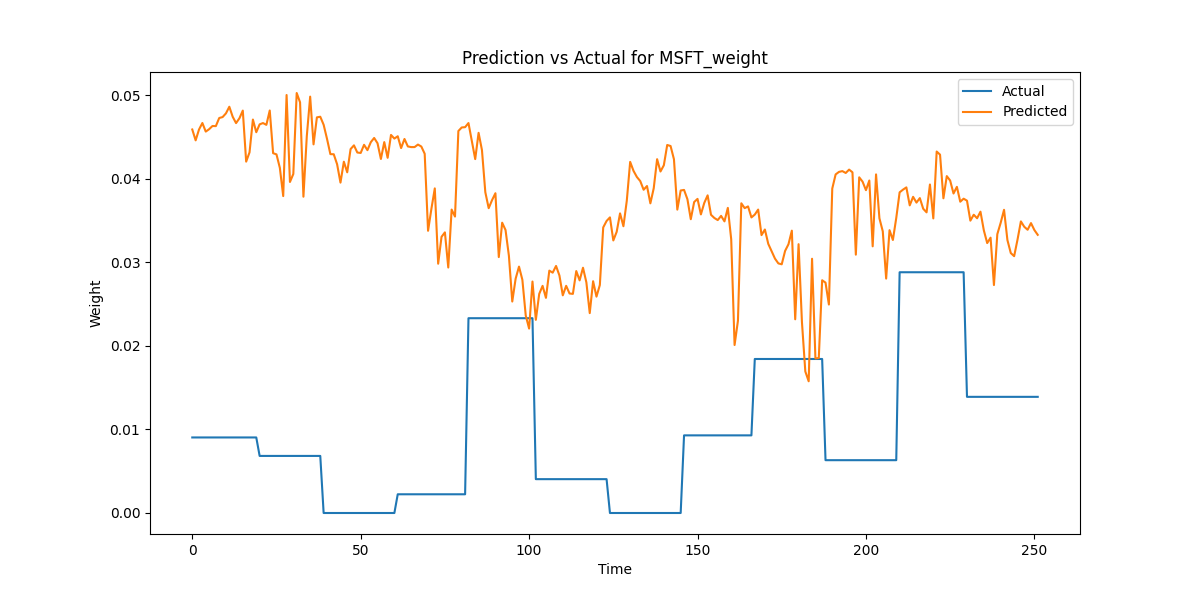 Prediction vs Actual for MSFT_weight
Actual
Predicted
0.05
0.04
0.03
0.02
0.01
0.00
Weight
0 50 100 150 200 250
Time